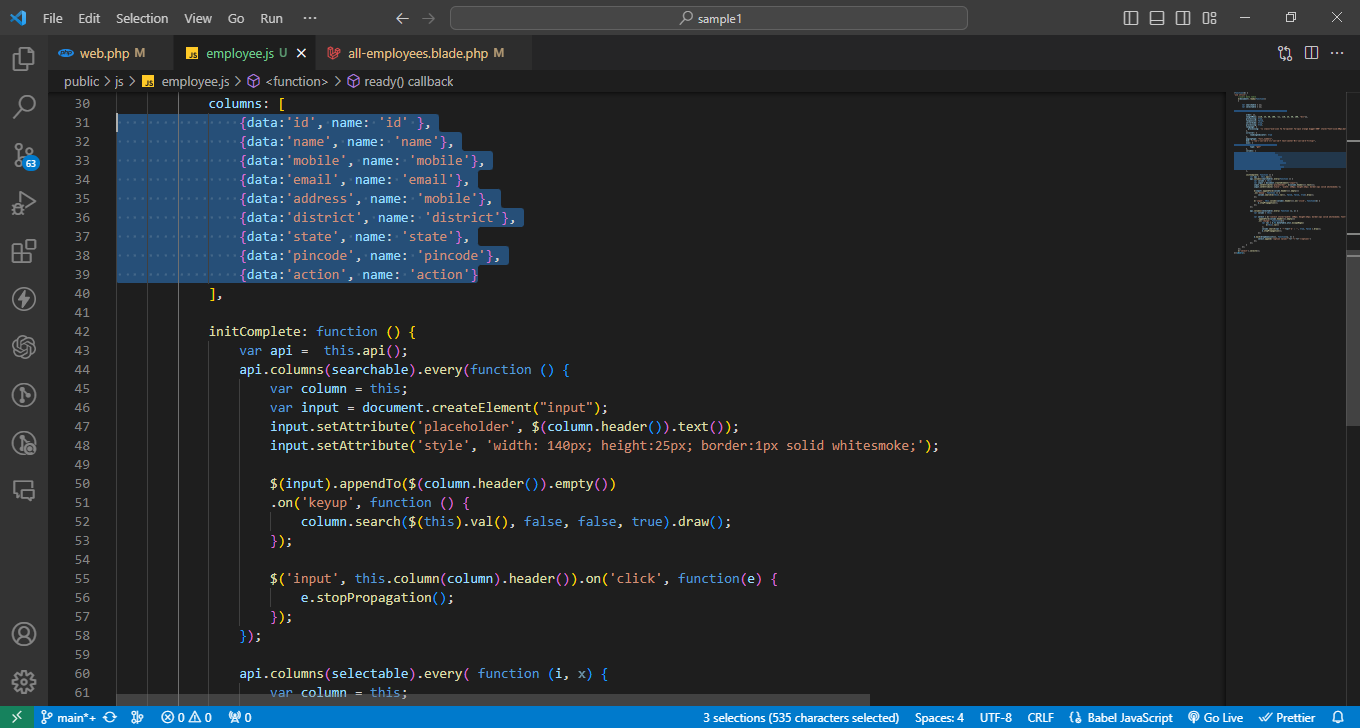 File Edit Selection View Go Run ··· sample1
web.php M employee.js U all-employees.blade.php M
public > js > employee.js > <function> > ready() callback
30 columns: [
31 {data:'id', name: 'id' },
32 {data:'name', name: 'name'},
33 {data:'mobile', name: 'mobile'},
34 {data:'email', name: 'email'},
35 {data:'address', name: 'mobile'},
36 {data:'district', name: 'district'},
37 {data:'state', name: 'state'},
38 {data:'pincode', name: 'pincode'},
39 {data:'action', name: 'action'}
40 ],
41
42 initComplete: function () {
43 var api =  this.api();
44 api.columns(searchable).every(function () {
45 var column = this;
46 var input = document.createElement("input");
47 input.setAttribute('placeholder', $(column.header()).text());
48 input.setAttribute('style', 'width: 140px; height:25px; border:1px solid whitesmoke;');
49
50 $(input).appendTo($(column.header()).empty())
51 .on('keyup', function () {
52 column.search($(this).val(), false, false, true).draw();
53 });
54
55 $('input', this.column(column).header()).on('click', function(e) {
56 e.stopPropagation();
57 });
58 });
59
60 api.columns(selectable).every( function (i, x) {
61 var column = this;
63
main*+ 0 0 0 3 selections (535 characters selected) Spaces: 4 UTF-8 CRLF Babel JavaScript Go Live Prettier